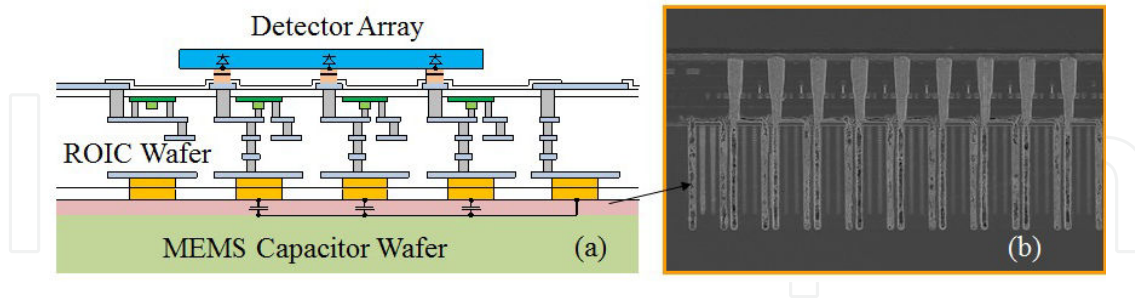 Detector Array
ROIC Wafer
MEMS Capacitor Wafer
(a)
(b)